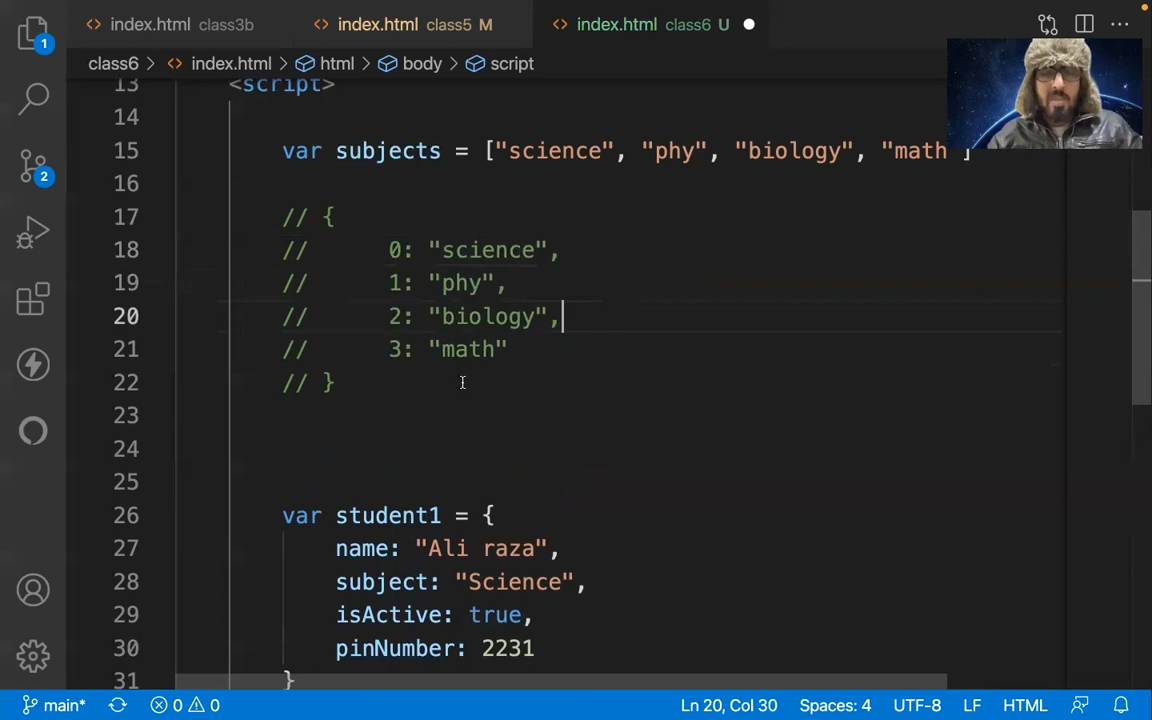 index.html class3b index.html class5 M index.html class6 U
class6 > index.html > html > body > script
13 <script>
14
15 var subjects = ["science", "phy", "biology", "math"]
16
17 // {
18 // 0: "science",
19 // 1: "phy",
20 // 2: "biology",
21 // 3: "math"
22 // }
23
24
25
26 var student1 = {
27 name: "Ali raza",
28 subject: "Science",
29 isActive: true,
30 pinNumber: 2231
31 }
1
2
main* 0 0 Ln 20, Col 30 Spaces: 4 UTF-8 LF HTML